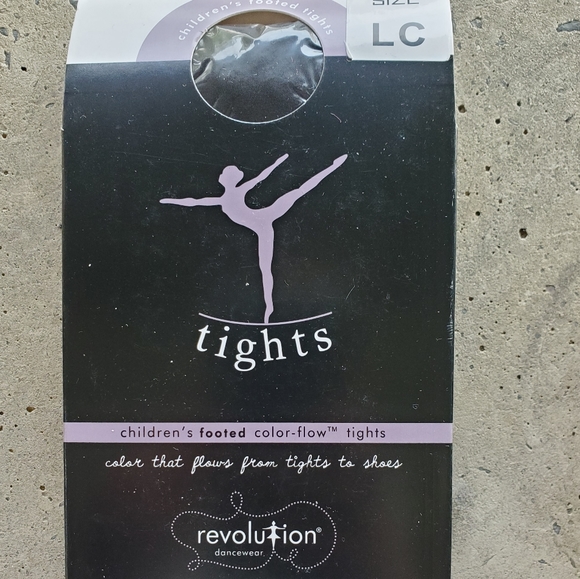 children's footed tights
SIZE
LC
tights
children's footed color-flow™ tights
color that flows from tights to shoes
revolution®
dancewear